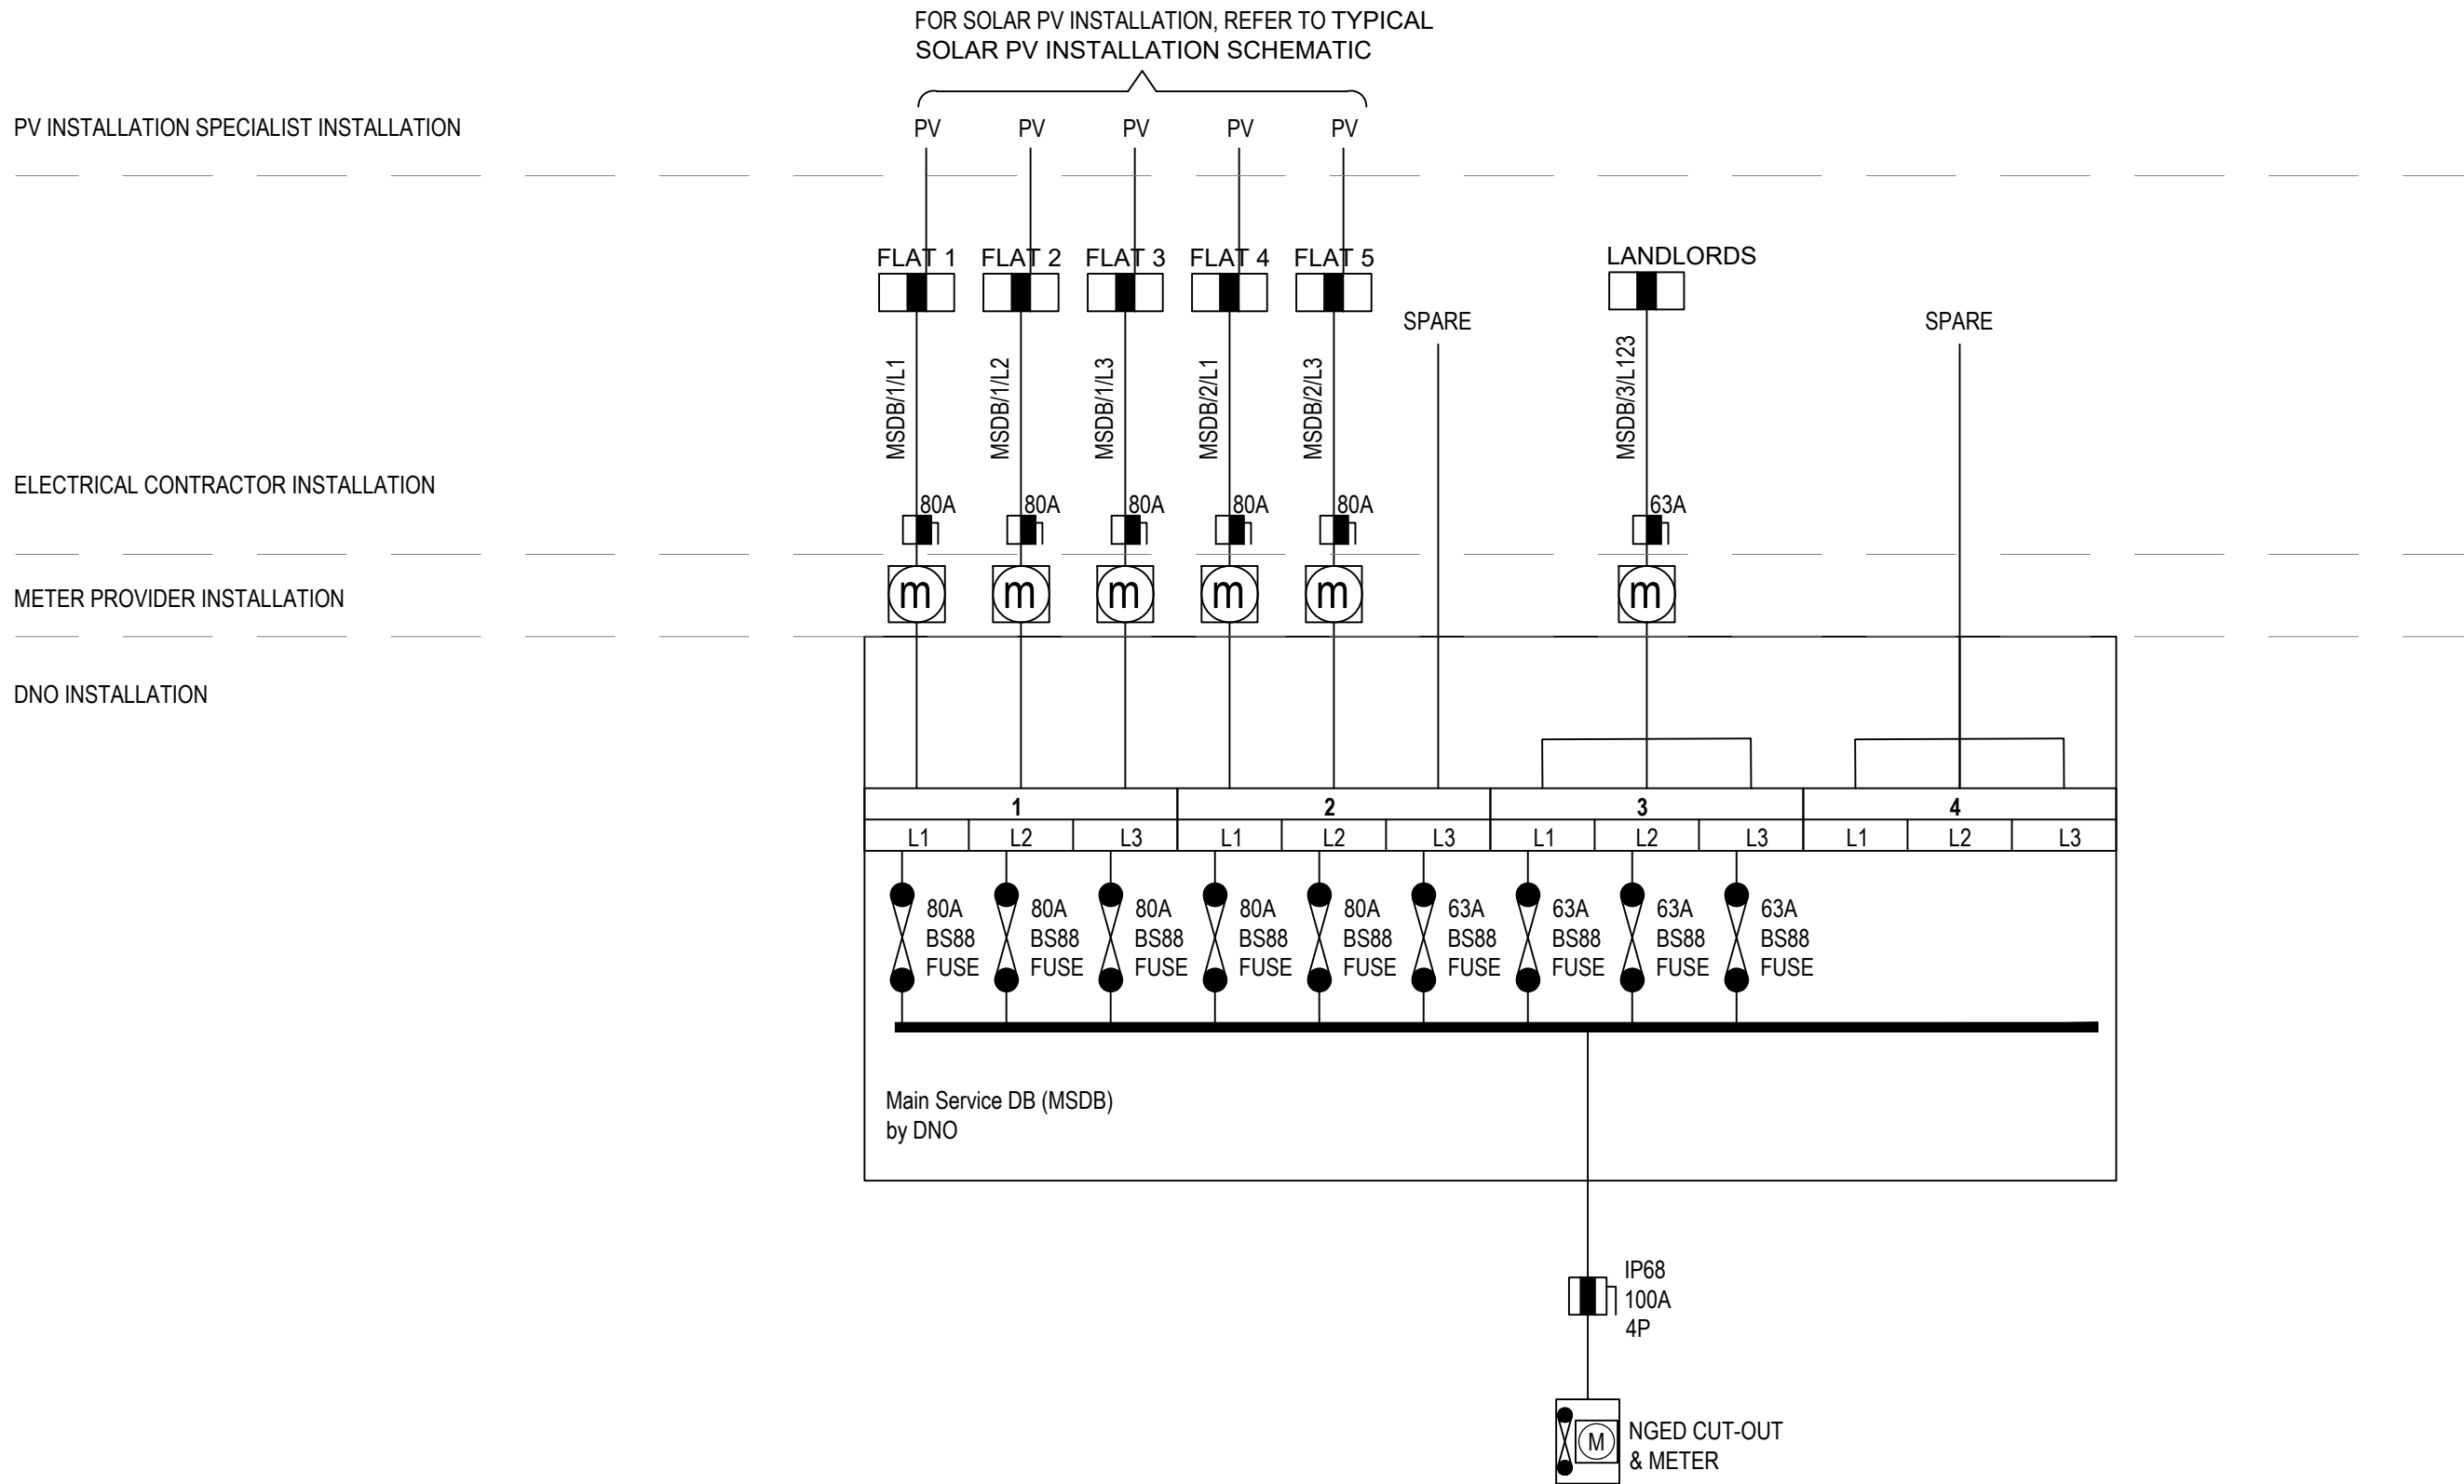 FOR SOLAR PV INSTALLATION, REFER TO TYPICAL
SOLAR PV INSTALLATION SCHEMATIC
PV INSTALLATION SPECIALIST INSTALLATION
PV PV PV PV PV
FLAT 1 FLAT 2 FLAT 3 FLAT 4 FLAT 5 LANDLORDS
SPARE SPARE
MSDB/1/L1 MSDB/1/L2 MSDB/1/L3 MSDB/2/L1 MSDB/2/L3 MSDB/3/L123
ELECTRICAL CONTRACTOR INSTALLATION
80A 80A 80A 80A 80A 63A
METER PROVIDER INSTALLATION
m m m m m m
DNO INSTALLATION
1 2 3 4
L1 L2 L3 L1 L2 L3 L1 L2 L3 L1 L2 L3
80A 80A 80A 80A 80A 63A 63A 63A 63A
BS88 BS88 BS88 BS88 BS88 BS88 BS88 BS88 BS88
FUSE FUSE FUSE FUSE FUSE FUSE FUSE FUSE FUSE
Main Service DB (MSDB)
by DNO
IP68
100A
4P
M
NGED CUT-OUT
& METER